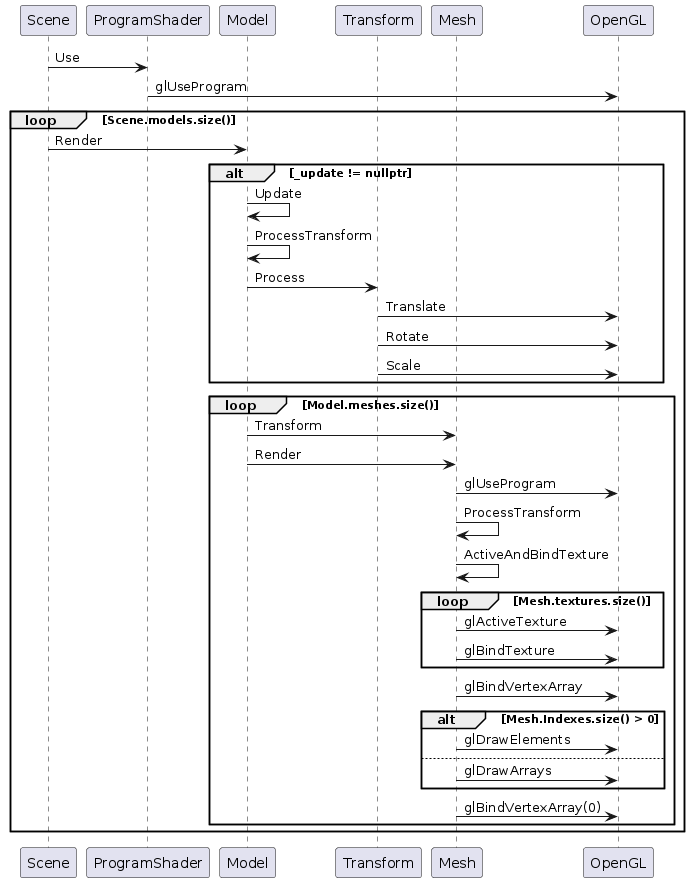 Scene ProgramShader Model Transform Mesh OpenGL
Use
glUseProgram
loop [Scene.models.size()]
Render
alt [_update != nullptr]
Update
ProcessTransform
Process
Translate
Rotate
Scale
loop [Model.meshes.size()]
Transform
Render
glUseProgram
ProcessTransform
ActiveAndBindTexture
loop [Mesh.textures.size()]
glActiveTexture
glBindTexture
glBindVertexArray
alt [Mesh.Indexes.size() > 0]
glDrawElements
glDrawArrays
glBindVertexArray(0)
Scene ProgramShader Model Transform Mesh OpenGL